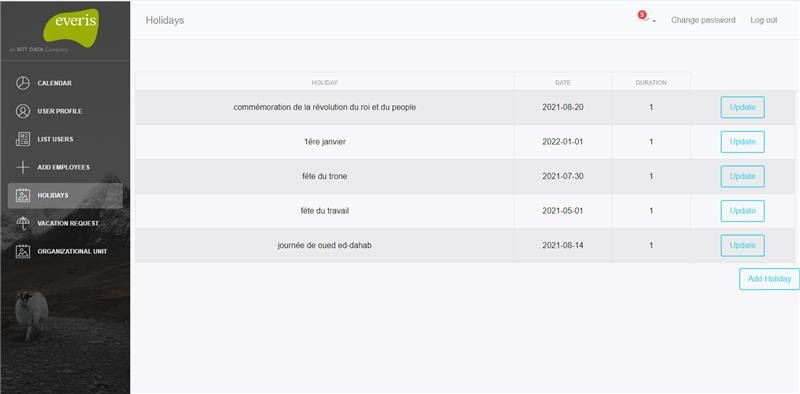 everis
an NTT DATA Company
Holidays
5
Change password
Log out
CALENDAR
USER PROFILE
LIST USERS
ADD EMPLOYEES
HOLIDAYS
VACATION REQUEST
ORGANIZATIONAL UNIT
HOLIDAY DATE DURATION
commémoration de la révolution du roi et du people 2021-08-20 1 Update
1ére janvier 2022-01-01 1 Update
féte du trone 2021-07-30 1 Update
féte du travail 2021-05-01 1 Update
journée de oued ed-dahab 2021-08-14 1 Update
Add Holiday